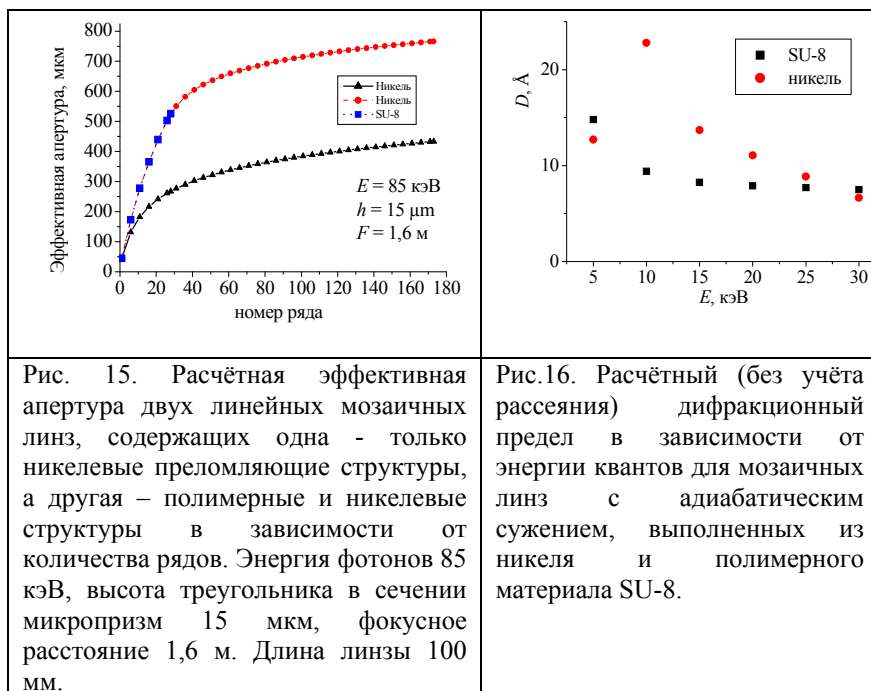 800
700
600
500
400
300
200
100
0
Эффективная апертура, мкм
0 20 40 60 80 100 120 140 160 180
номер ряда
Никель
Никель
SU-8
E = 85 кэВ
h = 15 μm
F = 1,6 м
20
10
0
D, Å
5 10 15 20 25 30
E, кэВ
SU-8
никель
Рис. 15. Расчётная эффективная
апертура двух линейных мозаичных
линз, содержащих одна - только
никелевые преломляющие структуры,
а другая – полимерные и никелевые
структуры в зависимости от
количества рядов. Энергия фотонов 85
кэВ, высота треугольника в сечении
микропризм 15 мкм, фокусное
расстояние 1,6 м. Длина линзы 100
мм.
Рис.16. Расчётный (без учёта
рассеяния) дифракционный
предел в зависимости от
энергии квантов для мозаичных
линз с адиабатическим
сужением, выполненных из
никеля и полимерного
материала SU-8.